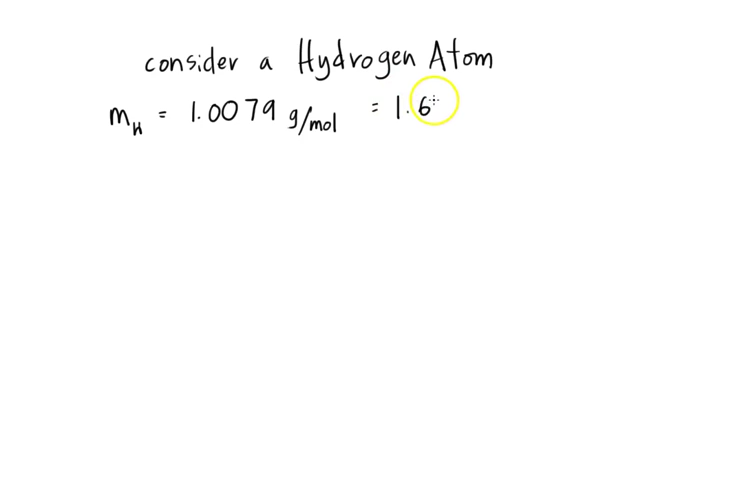 consider a Hydrogen Atom
m_H = 1.0079 g/mol = 1.6